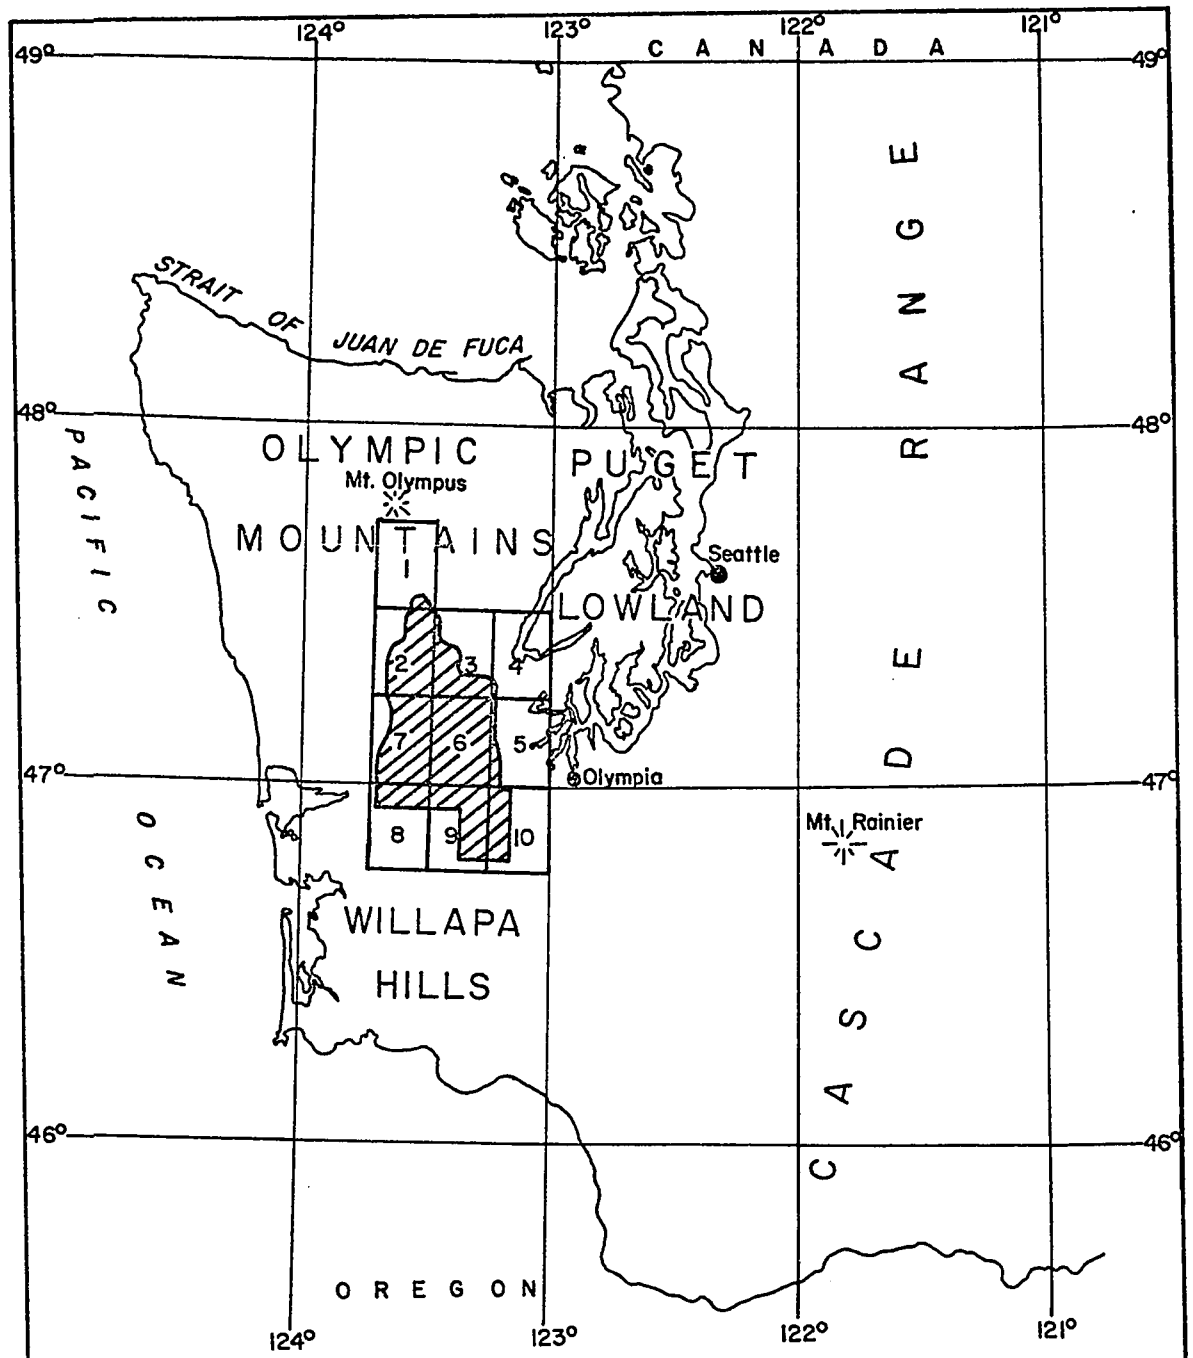 124° 123° 122° 121°
49° CANADA 49°
STRAIT OF JUAN DE FUCA
CASCADE RANGE
48° 48°
PACIFIC OCEAN
OLYMPIC MOUNTAINS
Mt. Olympus
PUGET LOWLAND
Seattle
1
2 3 4
7 6 5
Olympia
47° 47°
8 9 10
Mt. Rainier
WILLAPA
HILLS
46° 46°
OREGON
124° 123° 122° 121°